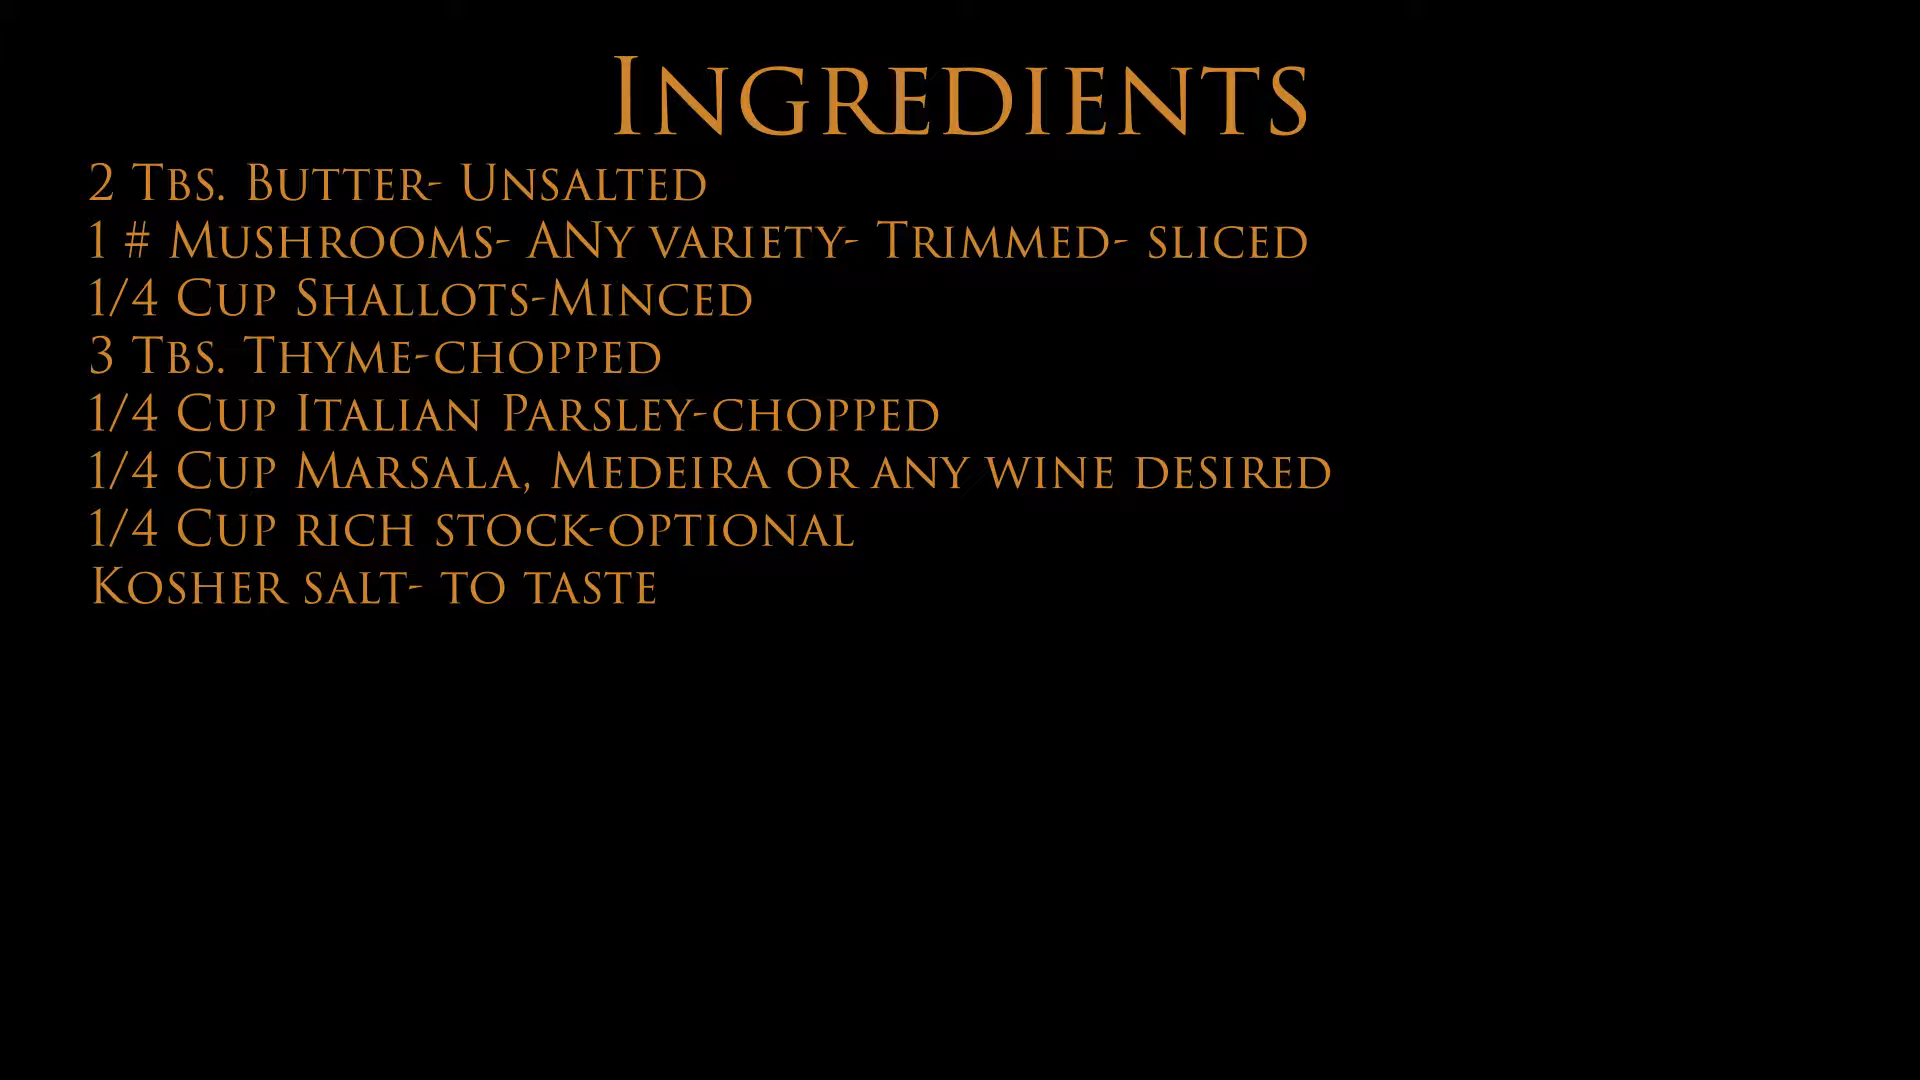 Ingredients
2 Tbs. Butter- Unsalted
1 # Mushrooms- ANy variety- Trimmed- sliced
1/4 Cup Shallots-Minced
3 Tbs. Thyme-chopped
1/4 Cup Italian Parsley-chopped
1/4 Cup Marsala, Medeira or any wine desired
1/4 Cup rich stock-optional
Kosher salt- to taste